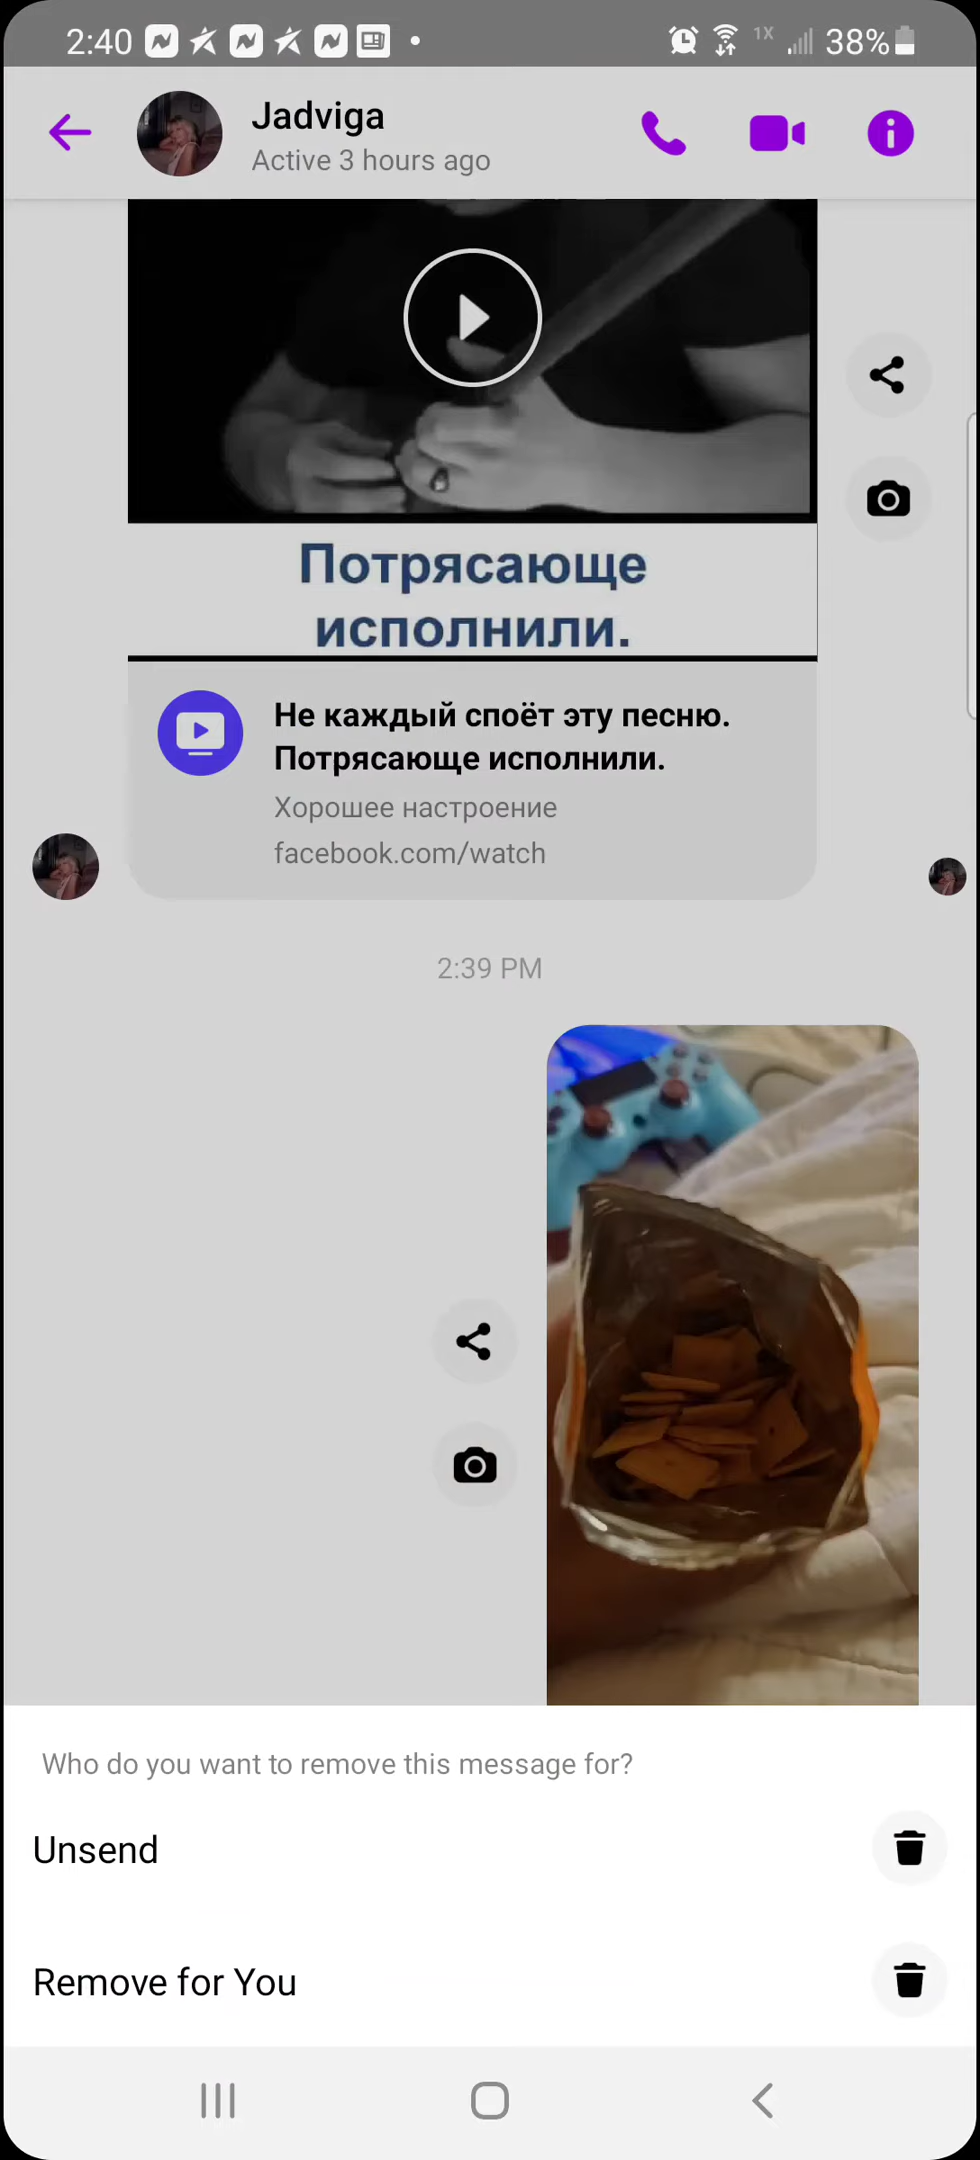 2:40
1X
38%
Jadviga
Active 3 hours ago
Потрясающе
исполнили.
Не каждый споёт эту песню.
Потрясающе исполнили.
Хорошее настроение
facebook.com/watch
2:39 PM
Who do you want to remove this message for?
Unsend
Remove for You